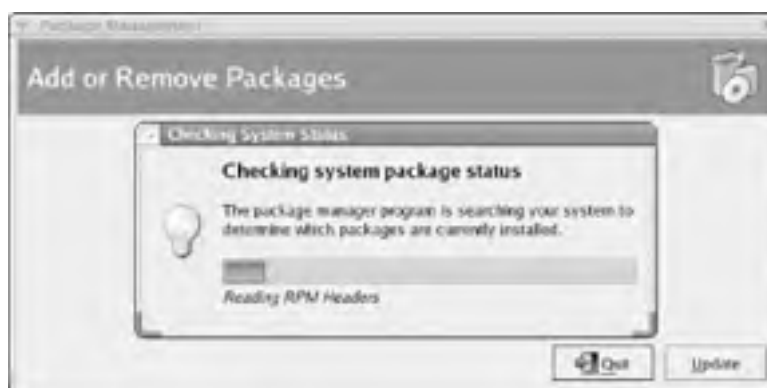 Package Management
Add or Remove Packages
Checking System Status
Checking system package status
The package manager program is searching your system to
determine which packages are currently installed.
Reading RPM Headers
Quit
Update